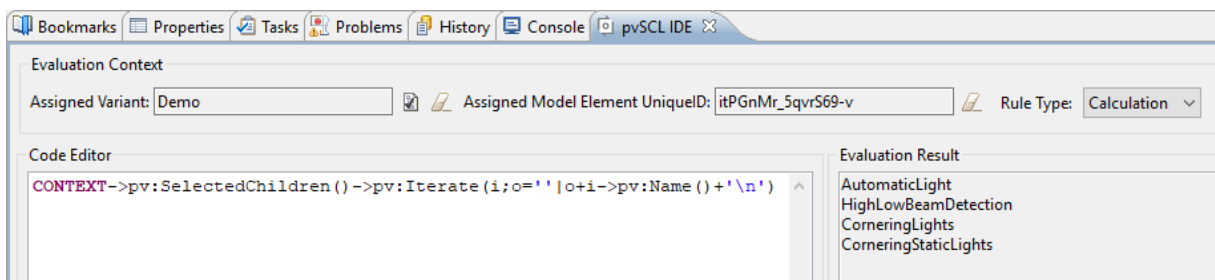 Bookmarks Properties Tasks Problems History Console pvSCL IDE
Evaluation Context
Assigned Variant: Demo Assigned Model Element UniqueID: itPGnMr_5qvrS69-v Rule Type: Calculation
Code Editor
CONTEXT->pv:SelectedChildren()->pv:Iterate(i;o=''|o+i->pv:Name()+'\n')
Evaluation Result
AutomaticLight
HighLowBeamDetection
CorneringLights
CorneringStaticLights